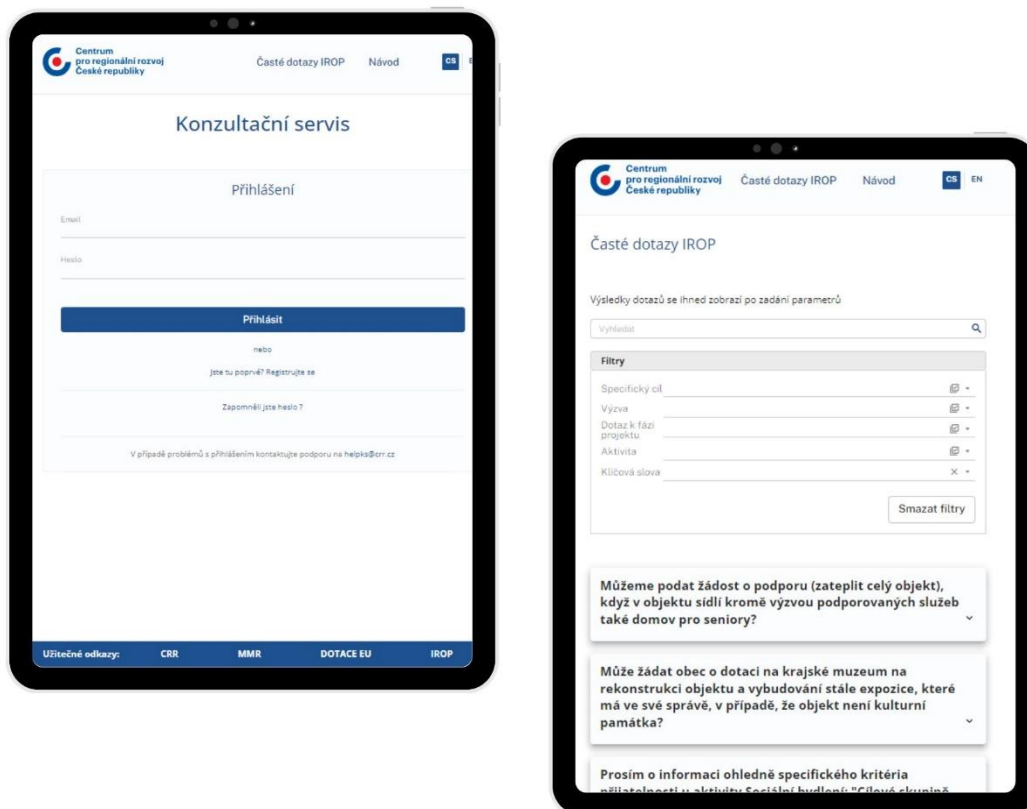 Centrum
pro regionální rozvoj
České republiky
Časté dotazy IROP
Návod
CS
Konzultační servis
Přihlášení
Email
Heslo
Přihlásit
nebo
Jste tu poprvé? Registrujte se
Zapomněli jste heslo ?
V případě problémů s přihlášením kontaktujte podporu na helpks@crr.cz
Užitečné odkazy:
CRR
MMR
DOTACE EU
IROP
Centrum
pro regionální rozvoj
České republiky
Časté dotazy IROP
Návod
CS
EN
Časté dotazy IROP
Výsledky dotazů se ihned zobrazí po zadání parametrů
Vyhledat
Filtry
Specifický cíl
Výzva
Dotaz k fázi
projektu
Aktivita
Klíčová slova
Smazat filtry
Můžeme podat žádost o podporu (zateplit celý objekt),
když v objektu sídlí kromě výzvou podporovaných služeb
také domov pro seniory?
Může žádat obec o dotaci na krajské muzeum na
rekonstrukci objektu a vybudování stále expozice, které
má ve své správě, v případě, že objekt není kulturní
památka?
Prosím o informaci ohledně specifického kritéria
přijatelnosti u aktivity Sociální bydlení: "Cílové skupině